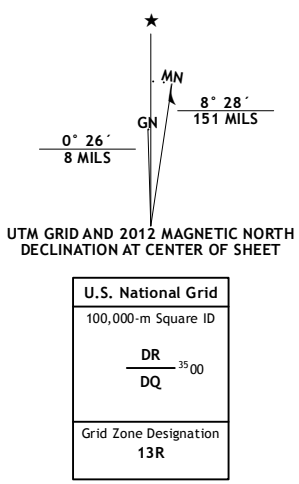 ★
MN
GN
8° 28´
151 MILS
0° 26´
8 MILS
UTM GRID AND 2012 MAGNETIC NORTH
DECLINATION AT CENTER OF SHEET
U.S. National Grid
100,000-m Square ID
DR
3500
DQ
Grid Zone Designation
13R